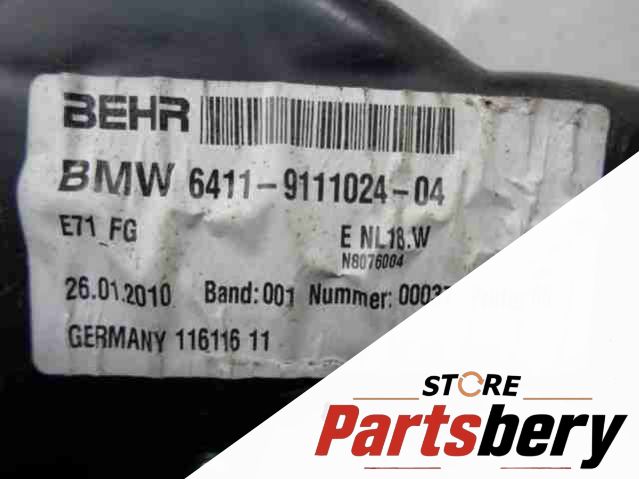 BEHR
BMW 6411-9111024-04
E71 FG E NL18.W
N8076004
26.01.2010 Band:001 Nummer:0003
GERMANY 116116 11
STORE
Partsbery